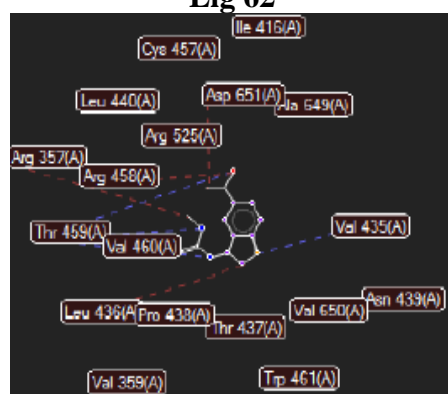 Lig 62
Ile 416(A)
Cys 457(A)
Leu 440(A)
Asp 651(A)
Ala 649(A)
Arg 525(A)
Arg 357(A)
Arg 458(A)
Thr 459(A)
Val 460(A)
Val 435(A)
Leu 436(A)
Pro 438(A)
Thr 437(A)
Val 650(A)
Asn 439(A)
Val 359(A)
Trp 461(A)